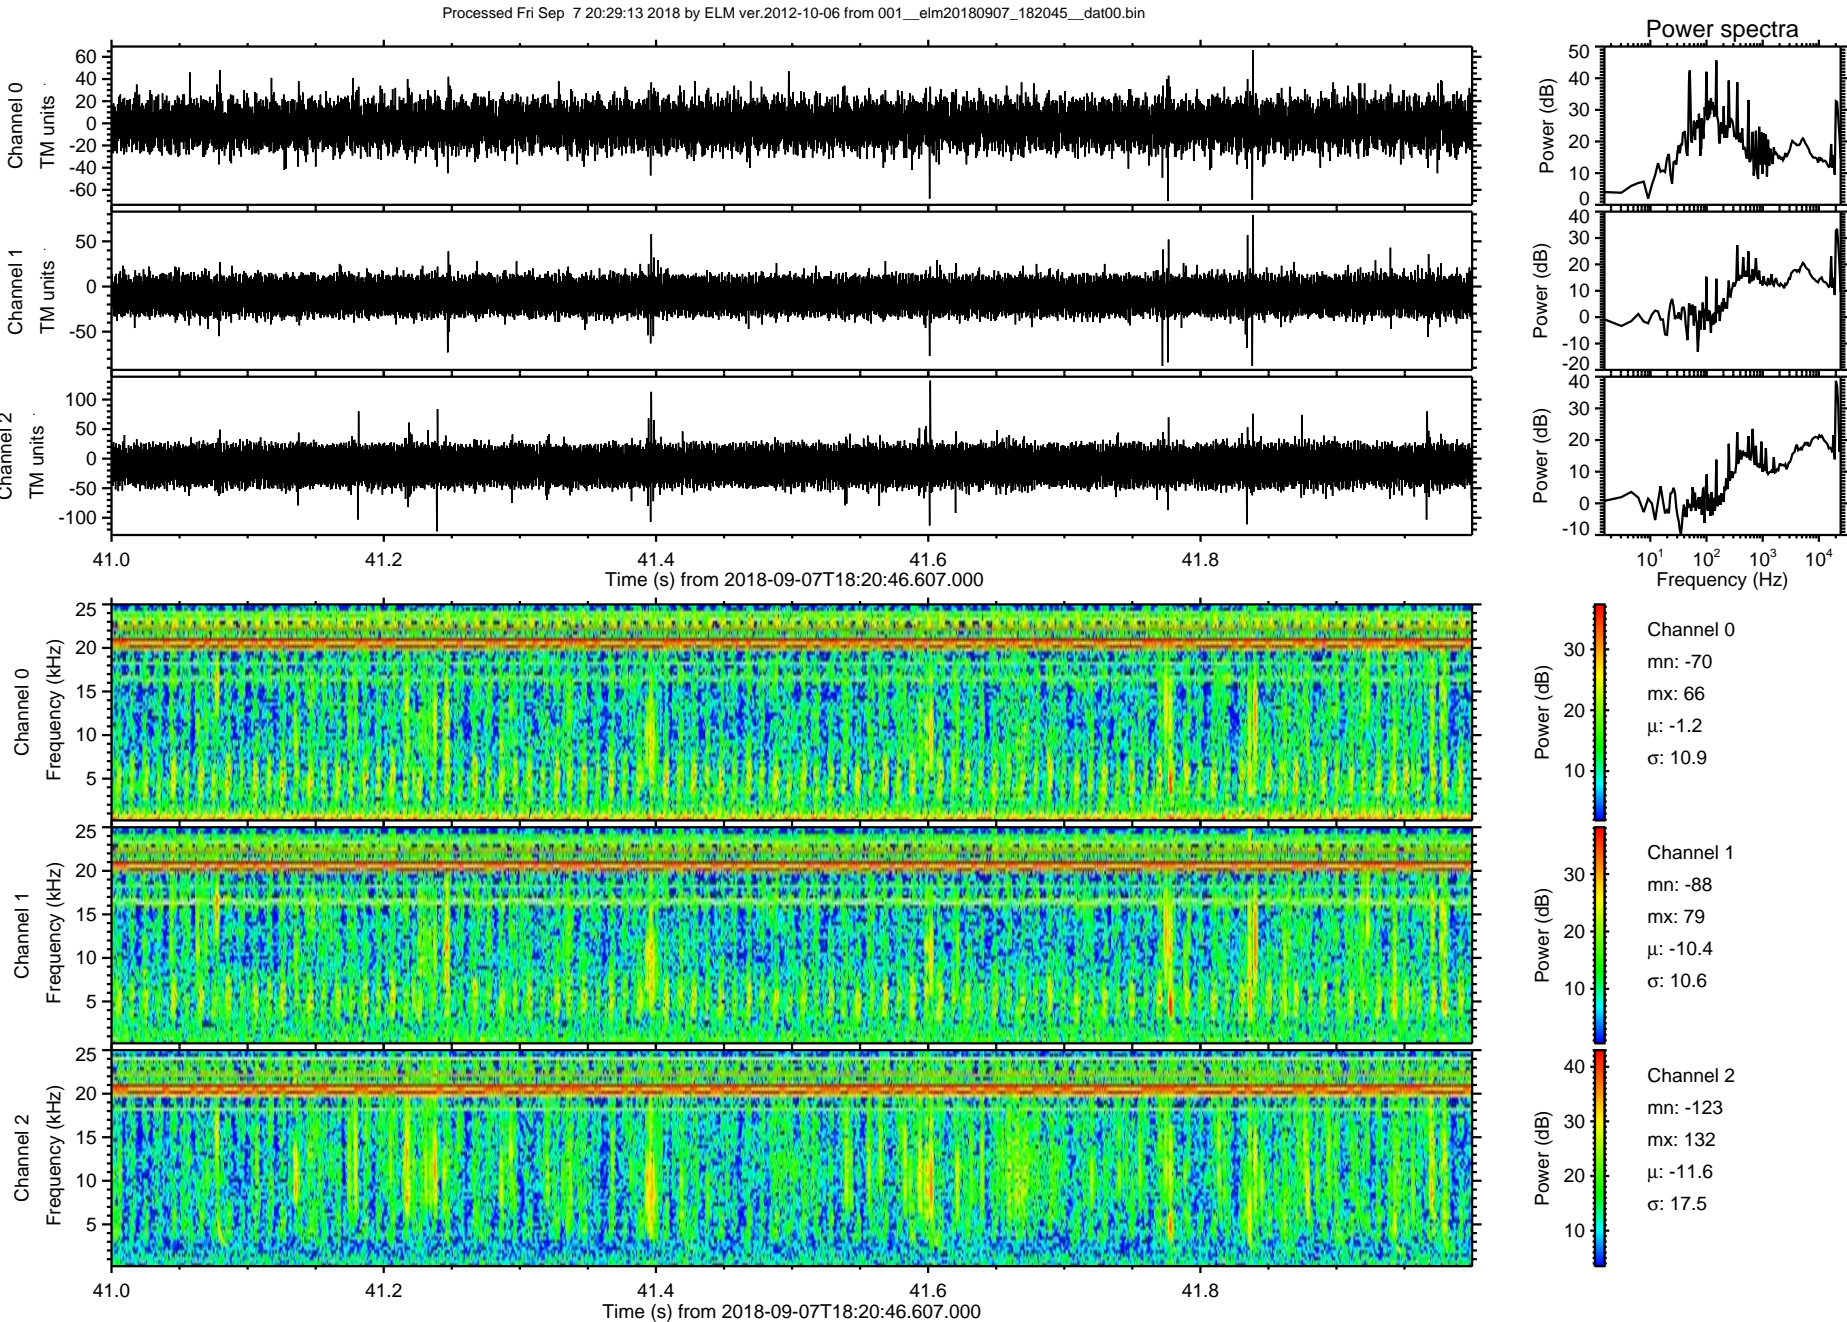 Processed Fri Sep  7 20:29:13 2018 by ELM ver.2012-10-06 from 001__elm20180907_182045__dat00.bin
Power spectra
Channel 0
TM units
60
40
20
0
-20
-40
-60
Power (dB)
50
40
30
20
10
0
Channel 1
TM units
50
0
-50
Power (dB)
40
30
20
10
0
-10
-20
Channel 2
TM units
100
50
0
-50
-100
Power (dB)
40
30
20
10
0
-10
41.0 41.2 41.4 41.6 41.8
Time (s) from 2018-09-07T18:20:46.607.000
10^1 10^2 10^3 10^4
Frequency (Hz)
Channel 0
Frequency (kHz)
25
20
15
10
5
Power (dB)
30
20
10
Channel 0
mn: -70
mx: 66
μ: -1.2
σ: 10.9
Channel 1
Frequency (kHz)
25
20
15
10
5
Power (dB)
30
20
10
Channel 1
mn: -88
mx: 79
μ: -10.4
σ: 10.6
Channel 2
Frequency (kHz)
25
20
15
10
5
Power (dB)
40
30
20
10
Channel 2
mn: -123
mx: 132
μ: -11.6
σ: 17.5
41.0 41.2 41.4 41.6 41.8
Time (s) from 2018-09-07T18:20:46.607.000